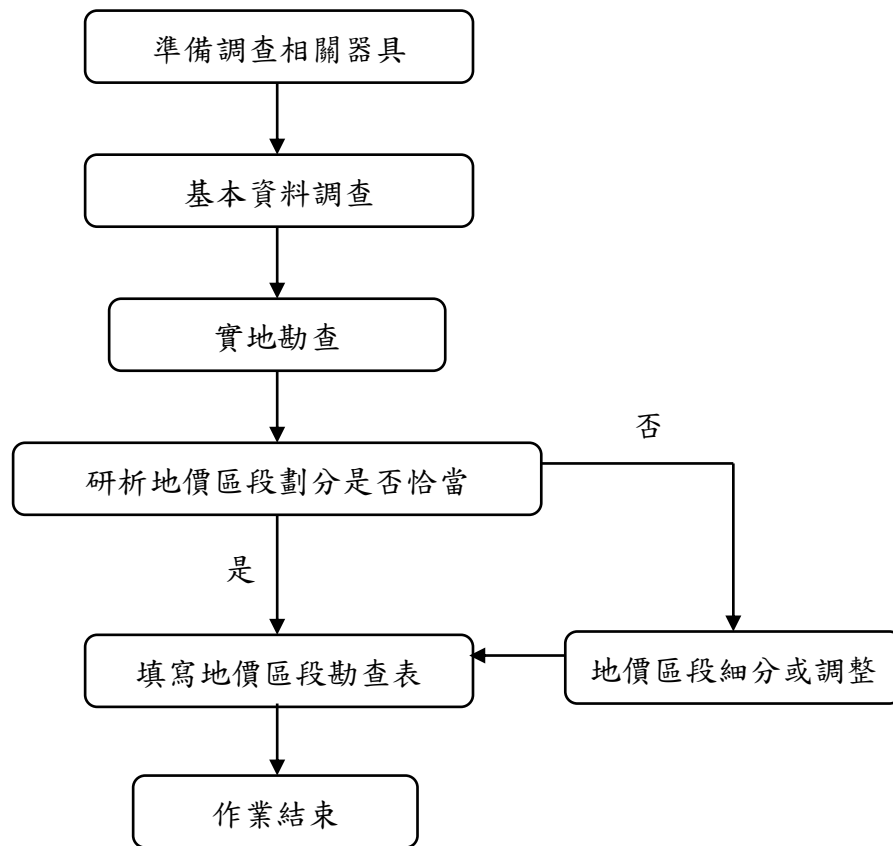 準備調查相關器具
基本資料調查
實地勘查
否
研析地價區段劃分是否恰當
是
填寫地價區段勘查表
地價區段細分或調整
作業結束